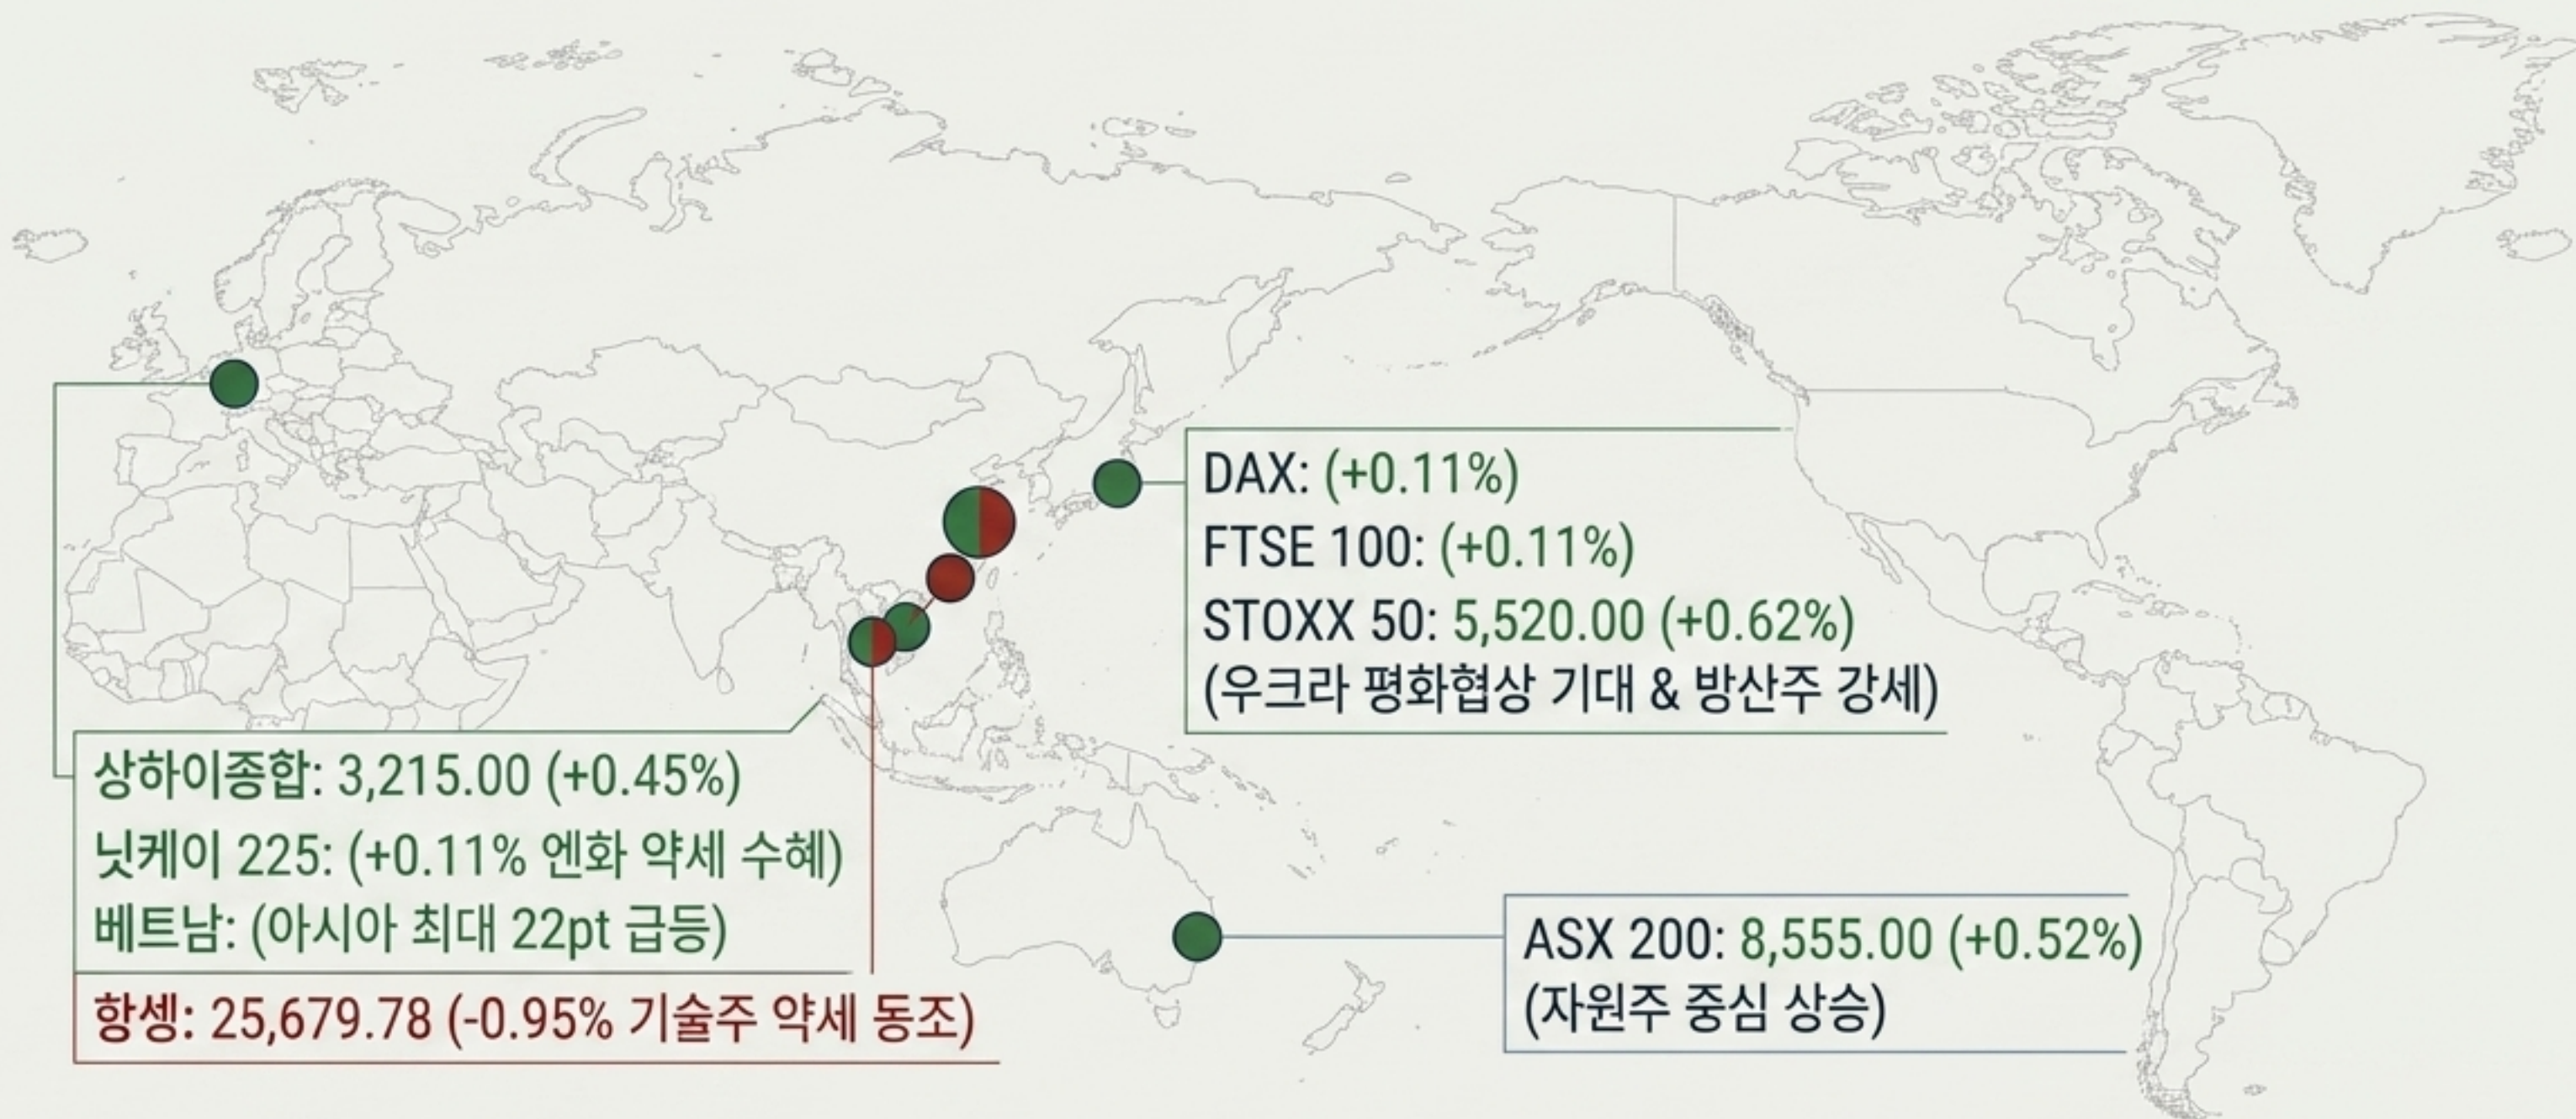 DAX: (+0.11%)
FTSE 100: (+0.11%)
STOXX 50: 5,520.00 (+0.62%)
(우크라 평화협상 기대 & 방산주 강세)
상하이종합: 3,215.00 (+0.45%)
닛케이 225: (+0.11% 엔화 약세 수혜)
베트남: (아시아 최대 22pt 급등)
항셍: 25,679.78 (-0.95% 기술주 약세 동조)
ASX 200: 8,555.00 (+0.52%)
(자원주 중심 상승)